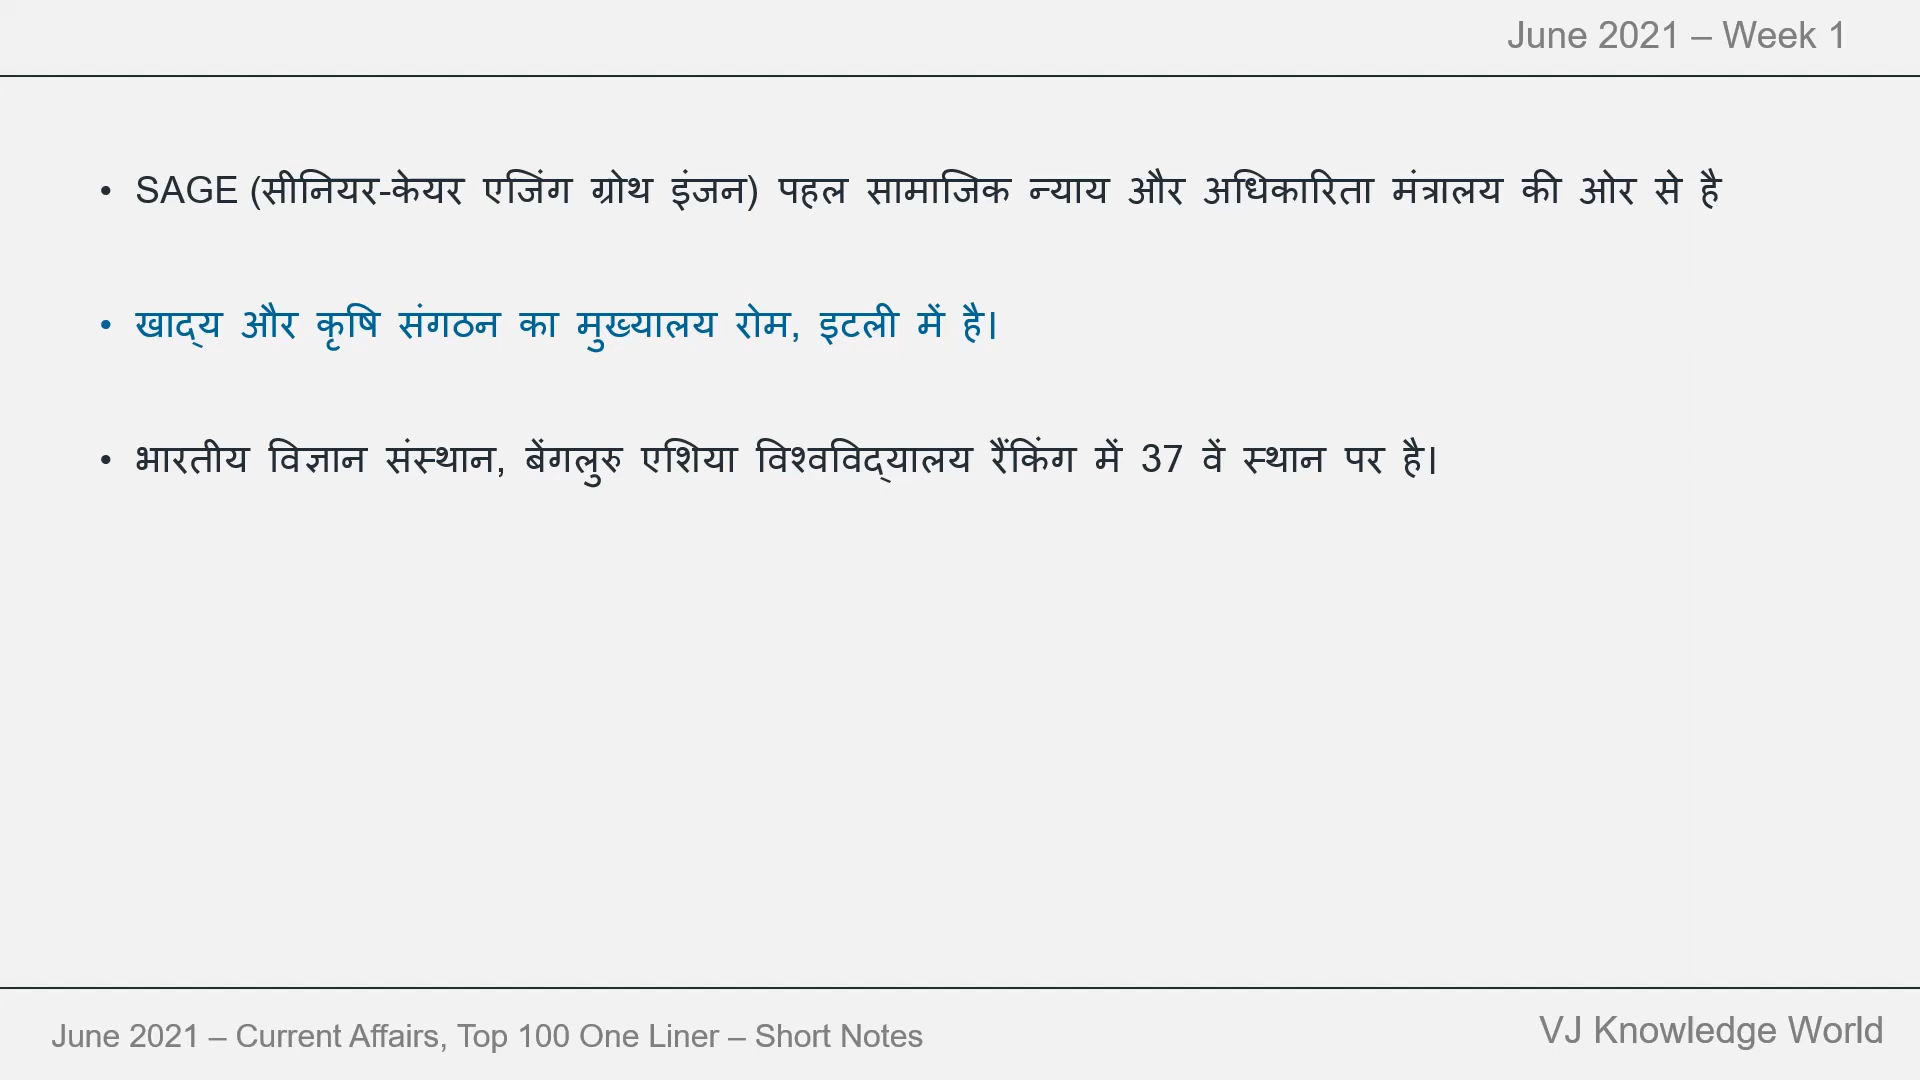 June 2021 – Week 1
• SAGE (सीनियर-केयर एजिंग ग्रोथ इंजन) पहल सामाजिक न्याय और अधिकारिता मंत्रालय की ओर से है
• खाद्य और कृषि संगठन का मुख्यालय रोम, इटली में है।
• भारतीय विज्ञान संस्थान, बेंगलुरु एशिया विश्वविद्यालय रैंकिंग में 37 वें स्थान पर है।
June 2021 – Current Affairs, Top 100 One Liner – Short Notes
VJ Knowledge World